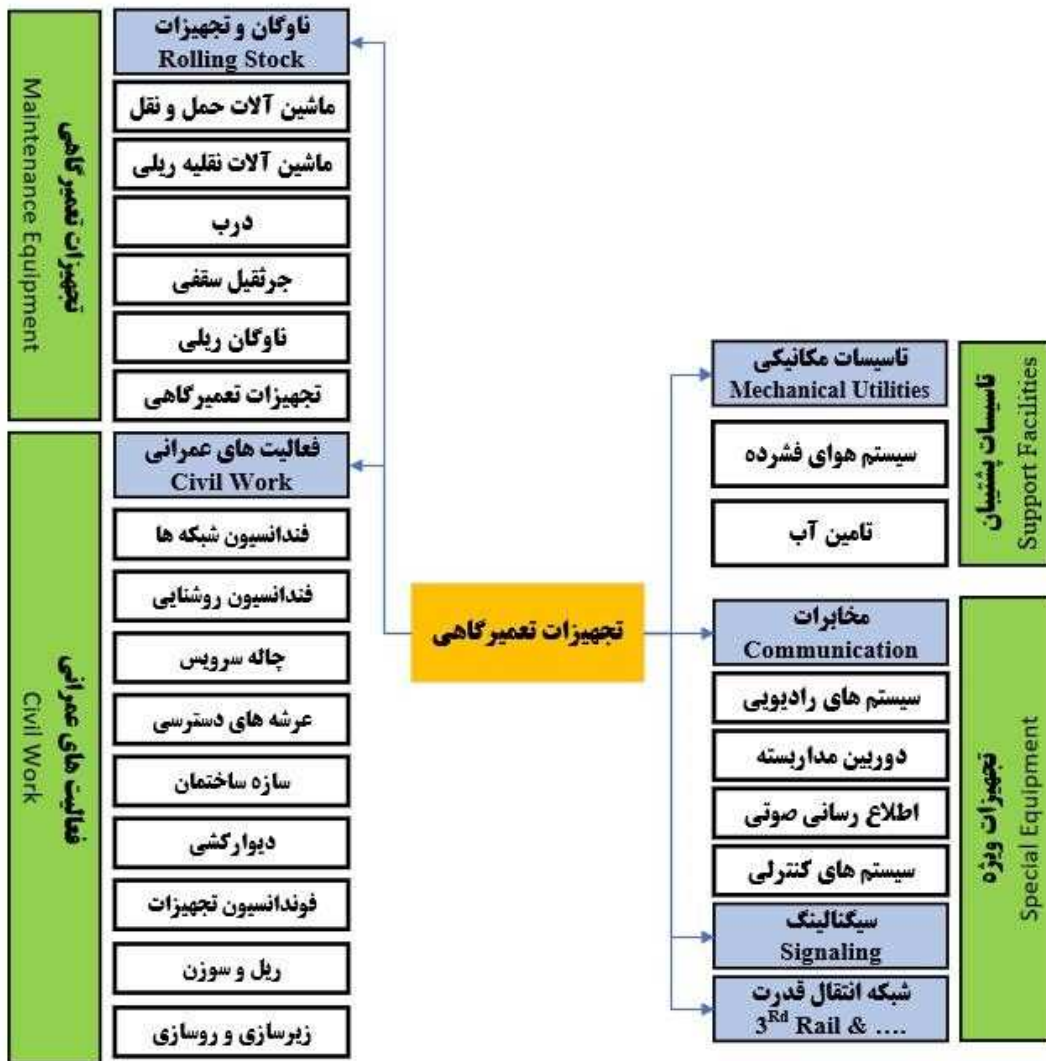 تجهیزات تعمیرگاهی
Maintenance Equipment
ناوگان و تجهیزات
Rolling Stock
ماشین آلات حمل و نقل
ماشین آلات نقلیه ریلی
درب
جرثقیل سقفی
ناوگان ریلی
تجهیزات تعمیرگاهی
فعالیت های عمرانی
Civil Work
فعالیت های عمرانی
Civil Work
فندانسیون شبکه ها
فندانسیون روشنایی
چاله سرویس
عرشه های دسترسی
سازه ساختمان
دیوارکشی
فوندانسیون تجهیزات
ریل و سوزن
زیرسازی و روسازی
تجهیزات تعمیرگاهی
تاسیسات پشتیبان
Support Facilities
تاسیسات مکانیکی
Mechanical Utilities
سیستم هوای فشرده
تامین آب
تجهیزات ویژه
Special Equipment
مخابرات
Communication
سیستم های رادیویی
دوربین مداربسته
اطلاع رسانی صوتی
سیستم های کنترلی
سیگنالینگ
Signaling
شبکه انتقال قدرت
3Rd Rail & ....